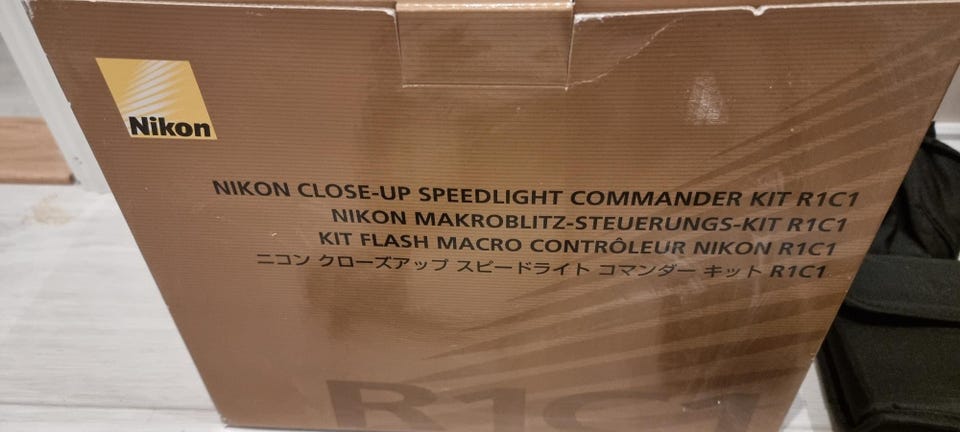 Nikon
NIKON CLOSE-UP SPEEDLIGHT COMMANDER KIT R1C1
NIKON MAKROBLITZ-STEUERUNGS-KIT R1C1
KIT FLASH MACRO CONTRÔLEUR NIKON R1C1
ニコン クローズアップ スピードライト コマンダー キット R1C1
R1C1